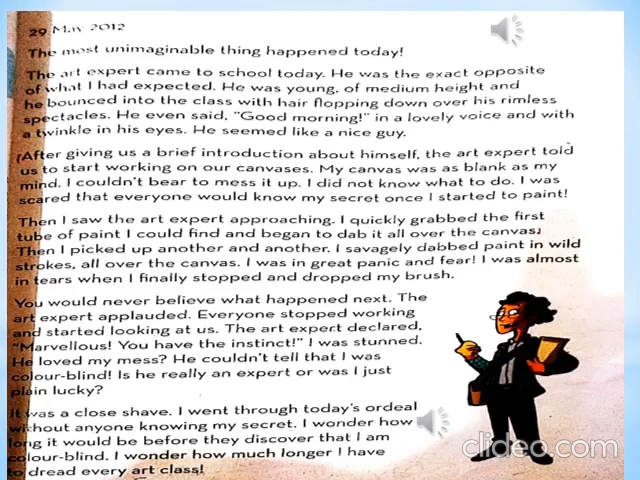 29 May 2012
The most unimaginable thing happened today!
The art expert came to school today. He was the exact opposite
of what I had expected. He was young, of medium height and
he bounced into the class with hair flopping down over his rimless
spectacles. He even said, "Good morning!" in a lovely voice and with
a twinkle in his eyes. He seemed like a nice guy.
After giving us a brief introduction about himself, the art expert told
us to start working on our canvases. My canvas was as blank as my
mind. I couldn't bear to mess it up. I did not know what to do. I was
scared that everyone would know my secret once I started to paint!
Then I saw the art expert approaching. I quickly grabbed the first
tube of paint I could find and began to dab it all over the canvas.
Then I picked up another and another. I savagely dabbed paint in wild
strokes, all over the canvas. I was in great panic and fear! I was almost
in tears when I finally stopped and dropped my brush.
You would never believe what happened next. The
art expert applauded. Everyone stopped working
and started looking at us. The art expert declared,
"Marvellous! You have the instinct!" I was stunned.
He loved my mess? He couldn't tell that I was
colour-blind! Is he really an expert or was I just
plain lucky?
It was a close shave. I went through today's ordeal
without anyone knowing my secret. I wonder how
long it would be before they discover that I am
colour-blind. I wonder how much longer I have
to dread every art class!
clideo.com